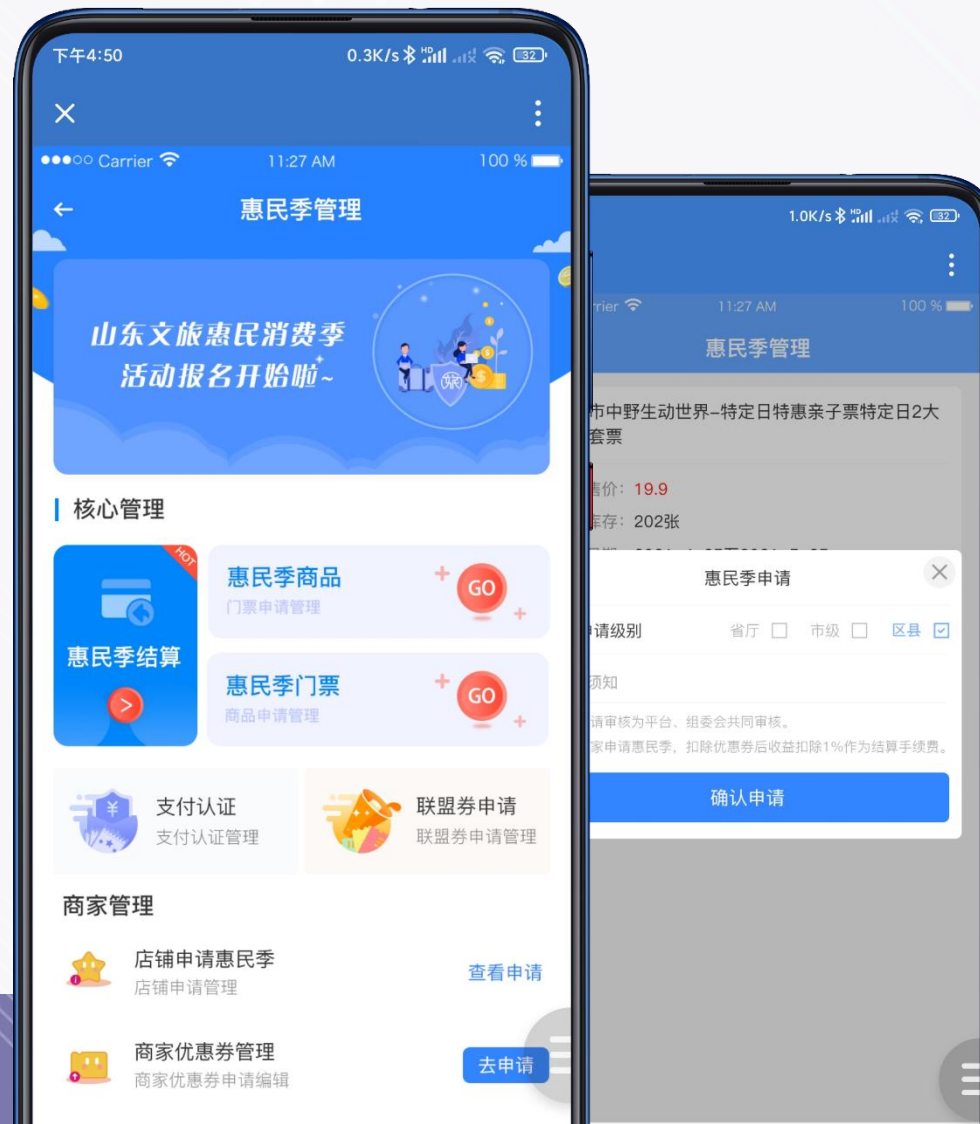 下午4:50
0.3K/s
HD
32
Carrier
11:27 AM
100 %
惠民季管理
山东文旅惠民消费季
活动报名开始啦~
核心管理
HOT
惠民季结算
惠民季商品
门票申请管理
GO
惠民季门票
商品申请管理
GO
¥
支付认证
支付认证管理
联盟券申请
联盟券申请管理
商家管理
店铺申请惠民季
店铺申请管理
查看申请
商家优惠券管理
商家优惠券申请编辑
去申请
1.0K/s
HD
32
rrier
11:27 AM
100 %
惠民季管理
市中野生动世界-特定日特惠亲子票特定日2大
套票
售价: 19.9
库存: 202张
惠民季申请
申请级别
省厅
市级
区县
须知
请审核为平台、组委会共同审核。
家申请惠民季，扣除优惠券后收益扣除1%作为结算手续费。
确认申请